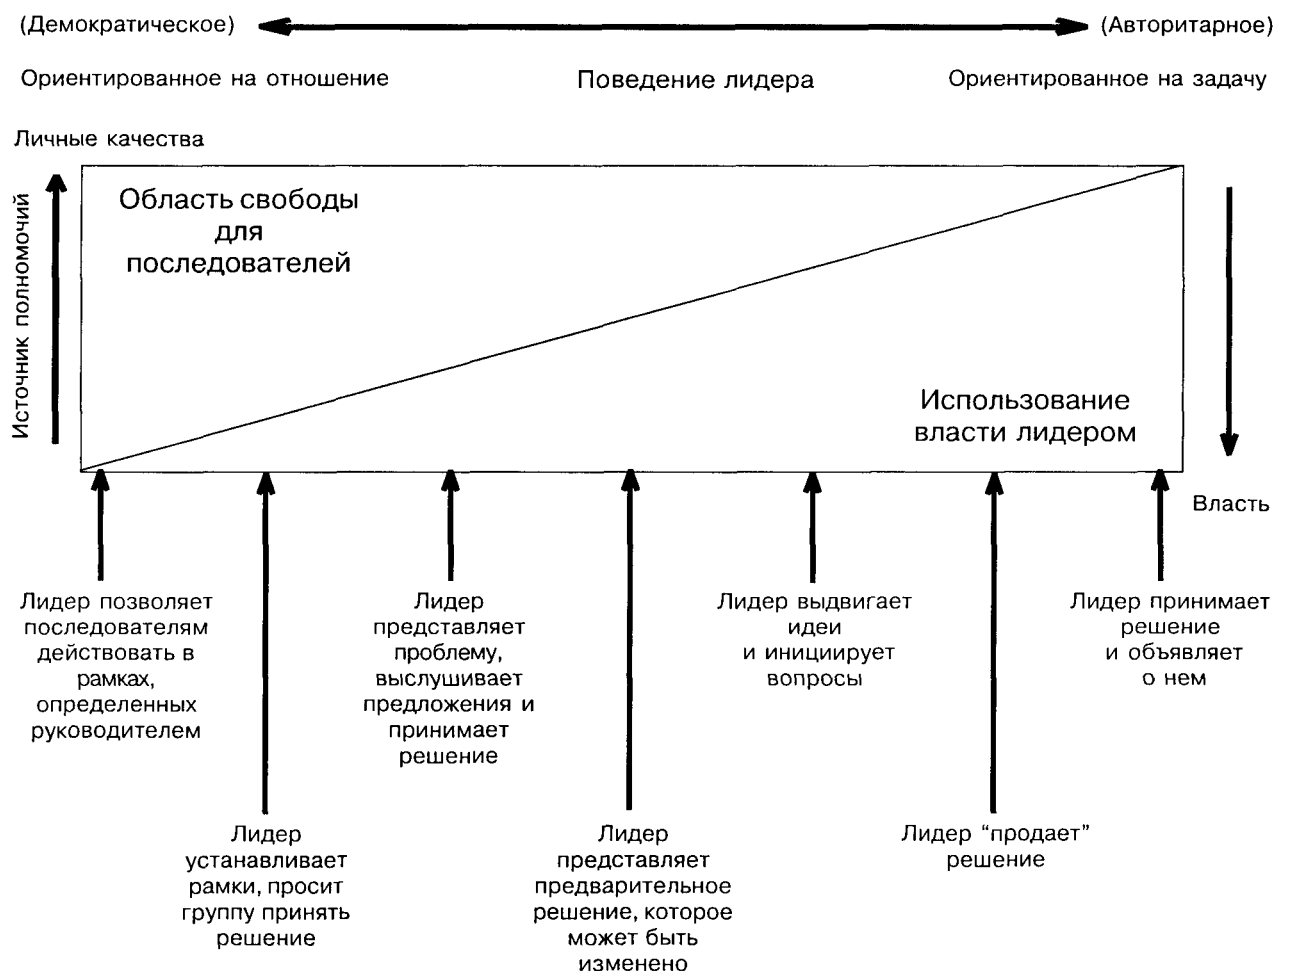 (Демократическое)
(Авторитарное)
Ориентированное на отношение
Поведение лидера
Ориентированное на задачу
Личные качества
Источник полномочий
Область свободы
для
последователей
Использование
власти лидером
Власть
Лидер позволяет
последователям
действовать в
рамках,
определенных
руководителем
Лидер
устанавливает
рамки, просит
группу принять
решение
Лидер
представляет
проблему,
выслушивает
предложения и
принимает
решение
Лидер
представляет
предварительное
решение, которое
может быть
изменено
Лидер выдвигает
идеи
и инициирует
вопросы
Лидер “продает”
решение
Лидер принимает
решение
и объявляет
о нем